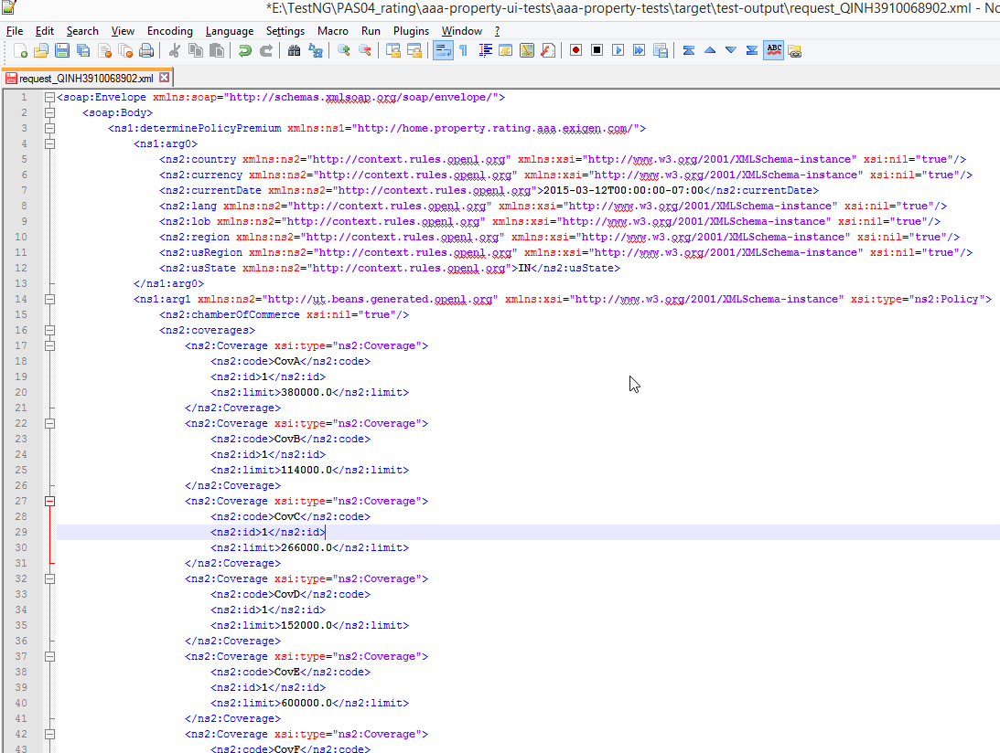 *E:\TestNG\PAS04_rating\aaa-property-ui-tests\aaa-property-tests\target\test-output\request_QINH3910068902.xml - No
File Edit Search View Encoding Language Settings Macro Run Plugins Window ?
request_QINH3910068902.xml
1 <soap:Envelope xmlns:soap="http://schemas.xmlsoap.org/soap/envelope/">
2 <soap:Body>
3 <ns1:determinePolicyPremium xmlns:ns1="http://home.property.rating.aaa.exigen.com/">
4 <ns1:arg0>
5 <ns2:country xmlns:ns2="http://context.rules.openl.org" xmlns:xsi="http://www.w3.org/2001/XMLSchema-instance" xsi:nil="true"/>
6 <ns2:currency xmlns:ns2="http://context.rules.openl.org" xmlns:xsi="http://www.w3.org/2001/XMLSchema-instance" xsi:nil="true"/>
7 <ns2:currentDate xmlns:ns2="http://context.rules.openl.org">2015-03-12T00:00:00-07:00</ns2:currentDate>
8 <ns2:lang xmlns:ns2="http://context.rules.openl.org" xmlns:xsi="http://www.w3.org/2001/XMLSchema-instance" xsi:nil="true"/>
9 <ns2:lob xmlns:ns2="http://context.rules.openl.org" xmlns:xsi="http://www.w3.org/2001/XMLSchema-instance" xsi:nil="true"/>
10 <ns2:region xmlns:ns2="http://context.rules.openl.org" xmlns:xsi="http://www.w3.org/2001/XMLSchema-instance" xsi:nil="true"/>
11 <ns2:usRegion xmlns:ns2="http://context.rules.openl.org" xmlns:xsi="http://www.w3.org/2001/XMLSchema-instance" xsi:nil="true"/>
12 <ns2:usState xmlns:ns2="http://context.rules.openl.org">IN</ns2:usState>
13 </ns1:arg0>
14 <ns1:arg1 xmlns:ns2="http://ut.beans.generated.openl.org" xmlns:xsi="http://www.w3.org/2001/XMLSchema-instance" xsi:type="ns2:Policy">
15 <ns2:chamberOfCommerce xsi:nil="true"/>
16 <ns2:coverages>
17 <ns2:Coverage xsi:type="ns2:Coverage">
18 <ns2:code>CovA</ns2:code>
19 <ns2:id>1</ns2:id>
20 <ns2:limit>380000.0</ns2:limit>
21 </ns2:Coverage>
22 <ns2:Coverage xsi:type="ns2:Coverage">
23 <ns2:code>CovB</ns2:code>
24 <ns2:id>1</ns2:id>
25 <ns2:limit>114000.0</ns2:limit>
26 </ns2:Coverage>
27 <ns2:Coverage xsi:type="ns2:Coverage">
28 <ns2:code>CovC</ns2:code>
29 <ns2:id>1</ns2:id>
30 <ns2:limit>266000.0</ns2:limit>
31 </ns2:Coverage>
32 <ns2:Coverage xsi:type="ns2:Coverage">
33 <ns2:code>CovD</ns2:code>
34 <ns2:id>1</ns2:id>
35 <ns2:limit>152000.0</ns2:limit>
36 </ns2:Coverage>
37 <ns2:Coverage xsi:type="ns2:Coverage">
38 <ns2:code>CovE</ns2:code>
39 <ns2:id>1</ns2:id>
40 <ns2:limit>600000.0</ns2:limit>
41 </ns2:Coverage>
42 <ns2:Coverage xsi:type="ns2:Coverage">
43 <ns2:code>CovF</ns2:code>